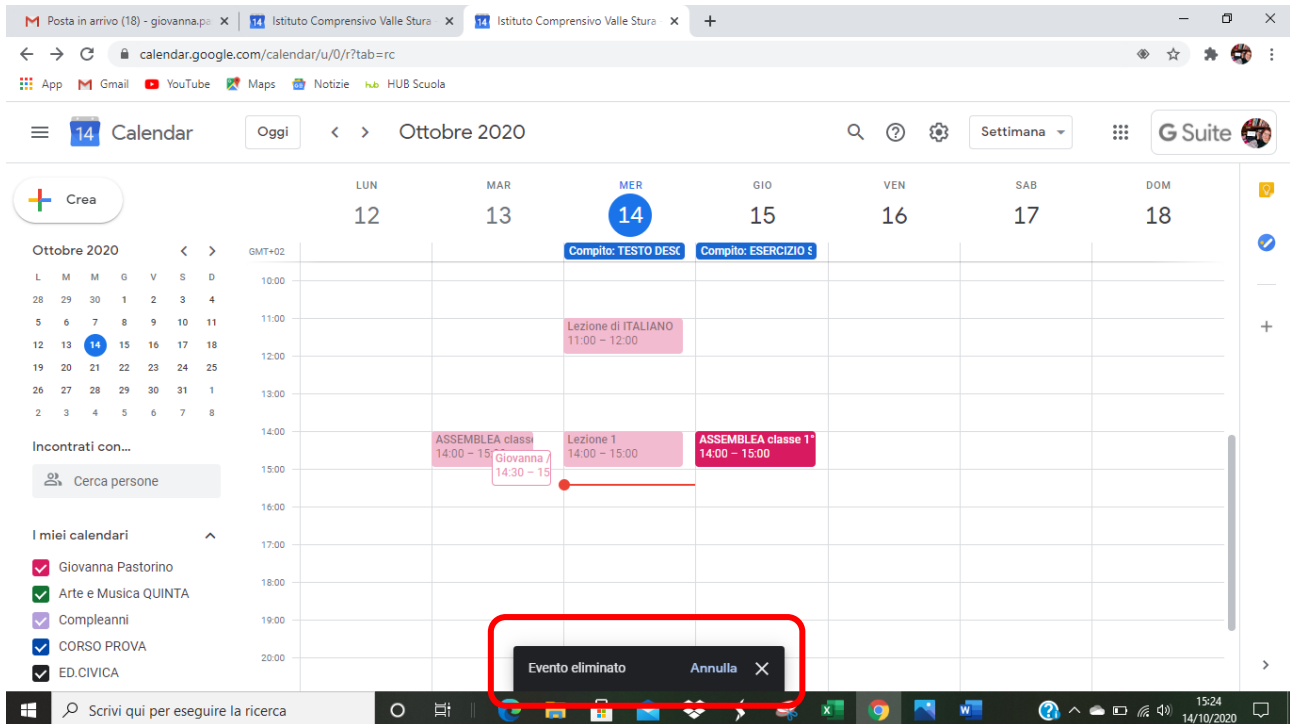 Posta in arrivo (18) - giovanna.pa
Istituto Comprensivo Valle Stura -
Istituto Comprensivo Valle Stura -
calendar.google.com/calendar/u/0/r?tab=rc
App Gmail YouTube Maps Notizie hub HUB Scuola
14 Calendar Oggi Ottobre 2020 Settimana G Suite
Crea
LUN MAR MER GIO VEN SAB DOM
12 13 14 15 16 17 18
Ottobre 2020
GMT+02
Compito: TESTO DESC
Compito: ESERCIZIO S
L M M G V S D
28 29 30 1 2 3 4
5 6 7 8 9 10 11
12 13 14 15 16 17 18
19 20 21 22 23 24 25
26 27 28 29 30 31 1
2 3 4 5 6 7 8
10:00
11:00
12:00
13:00
14:00
15:00
16:00
17:00
18:00
19:00
20:00
Lezione di ITALIANO
11:00 – 12:00
ASSEMBLEA classe
14:00 – 15:
Giovanna /
14:30 – 15
Lezione 1
14:00 – 15:00
ASSEMBLEA classe 1°
14:00 – 15:00
Incontrati con...
Cerca persone
I miei calendari
Giovanna Pastorino
Arte e Musica QUINTA
Compleanni
CORSO PROVA
ED.CIVICA
Evento eliminato Annulla
Scrivi qui per eseguire la ricerca
15:24
14/10/2020